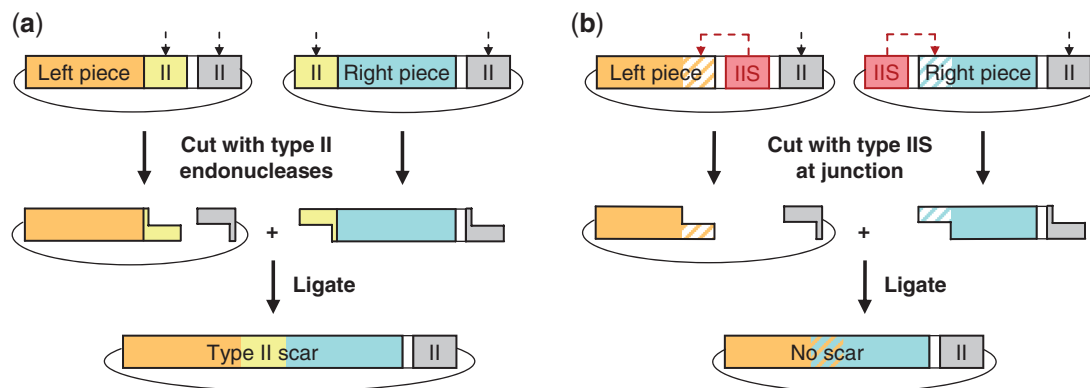 (a)
Left piece II II
II Right piece II
Cut with type II
endonucleases
+
Ligate
Type II scar II
(b)
Left piece IIS II
IIS Right piece II
Cut with type IIS
at junction
+
Ligate
No scar II